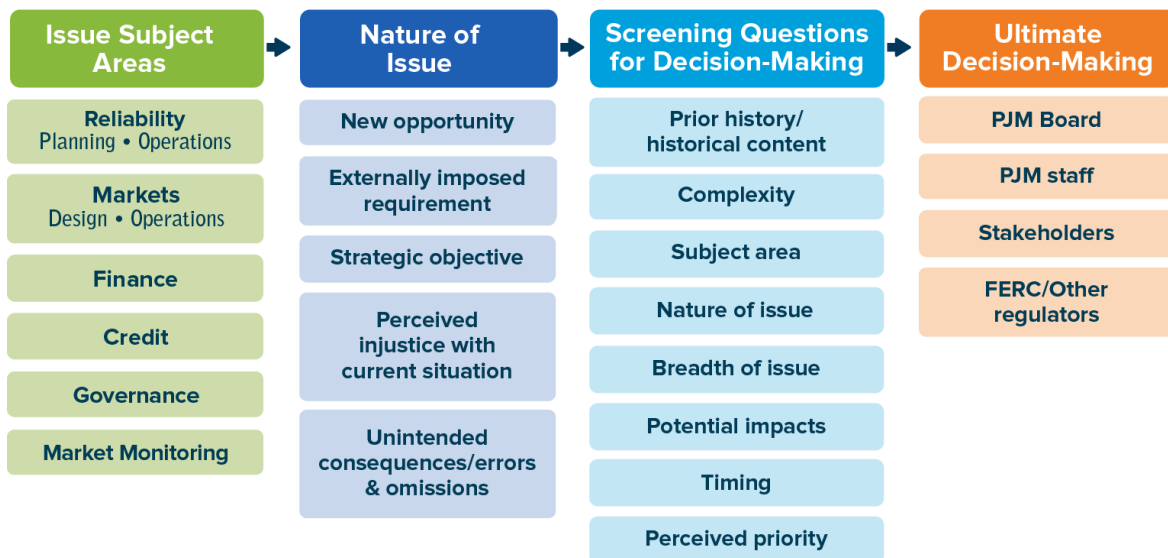 Issue Subject
Areas
Reliability
Planning • Operations
Markets
Design • Operations
Finance
Credit
Governance
Market Monitoring
Nature of
Issue
New opportunity
Externally imposed
requirement
Strategic objective
Perceived
injustice with
current situation
Unintended
consequences/errors
& omissions
Screening Questions
for Decision-Making
Prior history/
historical content
Complexity
Subject area
Nature of issue
Breadth of issue
Potential impacts
Timing
Perceived priority
Ultimate
Decision-Making
PJM Board
PJM staff
Stakeholders
FERC/Other
regulators